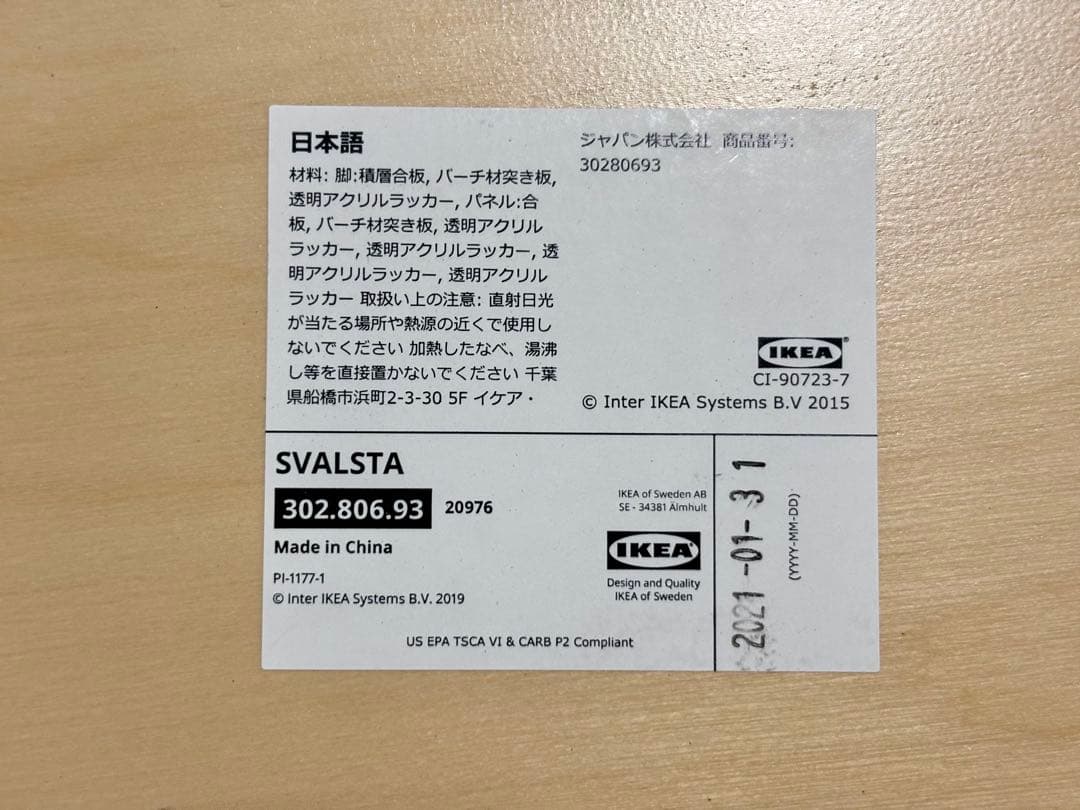 日本語
材料: 脚:積層合板, バーチ材突き板,
透明アクリルラッカー, パネル:合
板, バーチ材突き板, 透明アクリル
ラッカー, 透明アクリルラッカー, 透
明アクリルラッカー, 透明アクリル
ラッカー 取扱い上の注意: 直射日光
が当たる場所や熱源の近くで使用し
ないでください 加熱したなべ、湯沸
し等を直接置かないでください 千葉
県船橋市浜町2-3-30 5F イケア・
ジャパン株式会社 商品番号:
30280693
IKEA®
CI-90723-7
© Inter IKEA Systems B.V 2015
SVALSTA
302.806.93 20976
Made in China
PI-1177-1
© Inter IKEA Systems B.V. 2019
IKEA of Sweden AB
SE - 34381 Älmhult
IKEA®
Design and Quality
IKEA of Sweden
US EPA TSCA VI & CARB P2 Compliant
2021-01-31
(YYYY-MM-DD)